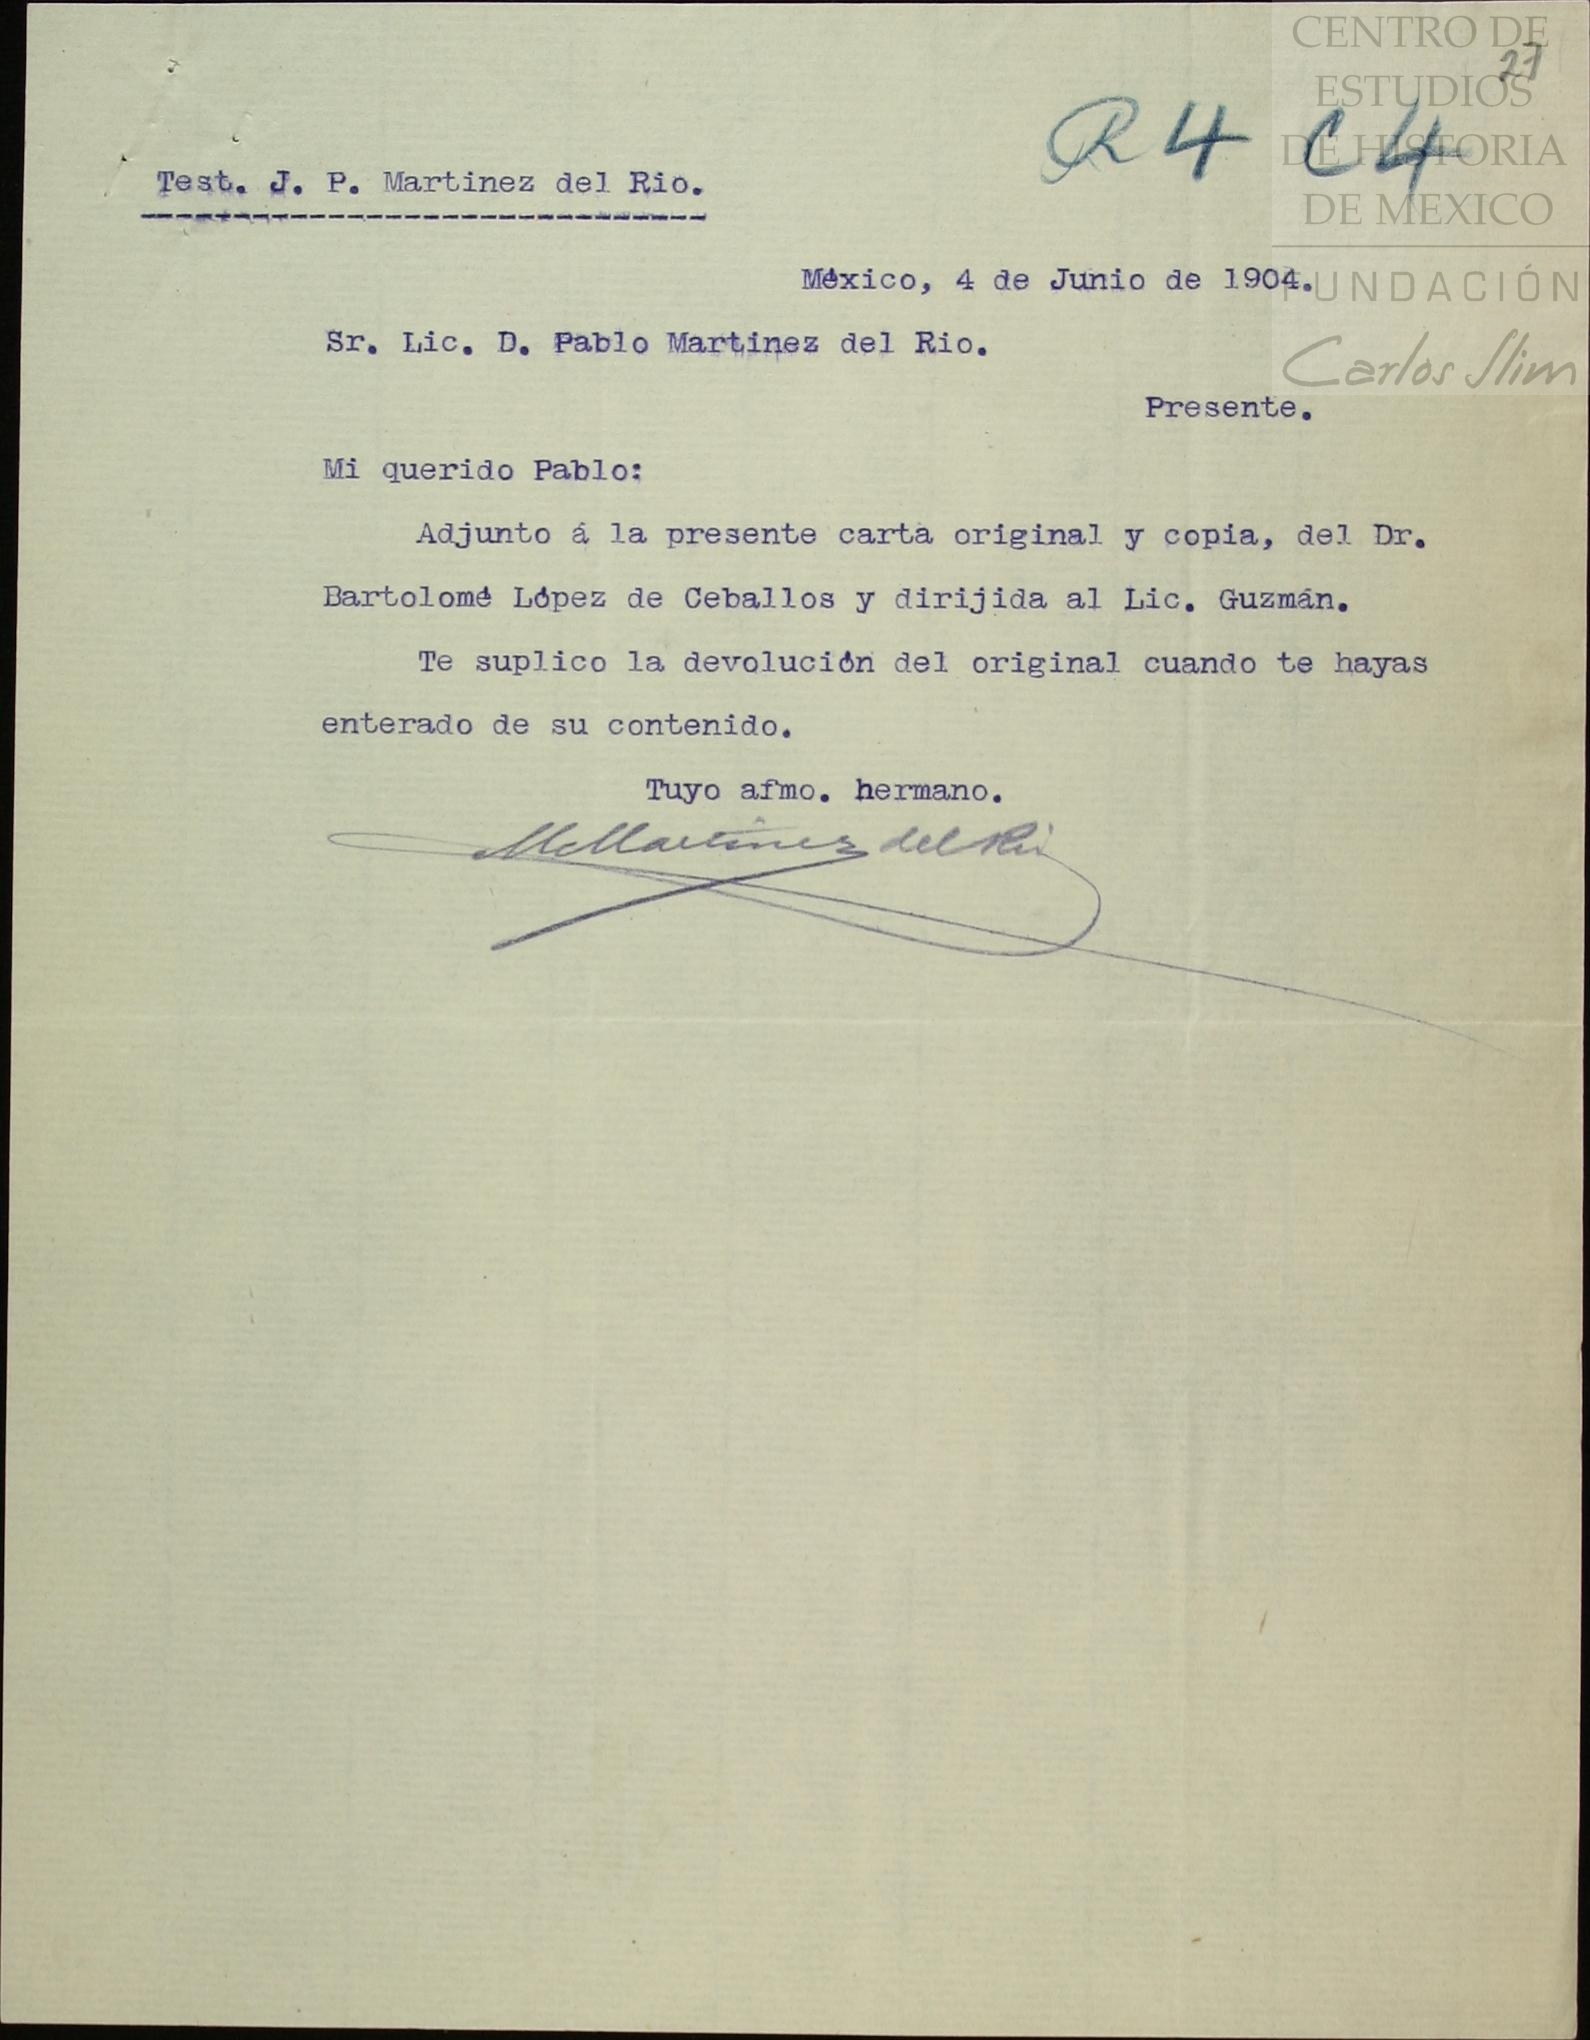 CENTRO DE
ESTUDIOS
DE HISTORIA
DE MEXICO
FUNDACIÓN
Carlos Slim
27
R 4 C 4
Test. J. P. Martinez del Rio.
México, 4 de Junio de 1904.
Sr. Lic. D. Pablo Martinez del Rio.
Presente.
Mi querido Pablo:
Adjunto á la presente carta original y copia, del Dr.
Bartolomé López de Ceballos y dirijida al Lic. Guzmán.
Te suplico la devolución del original cuando te hayas
enterado de su contenido.
Tuyo afmo. hermano.
Martinez del Rio